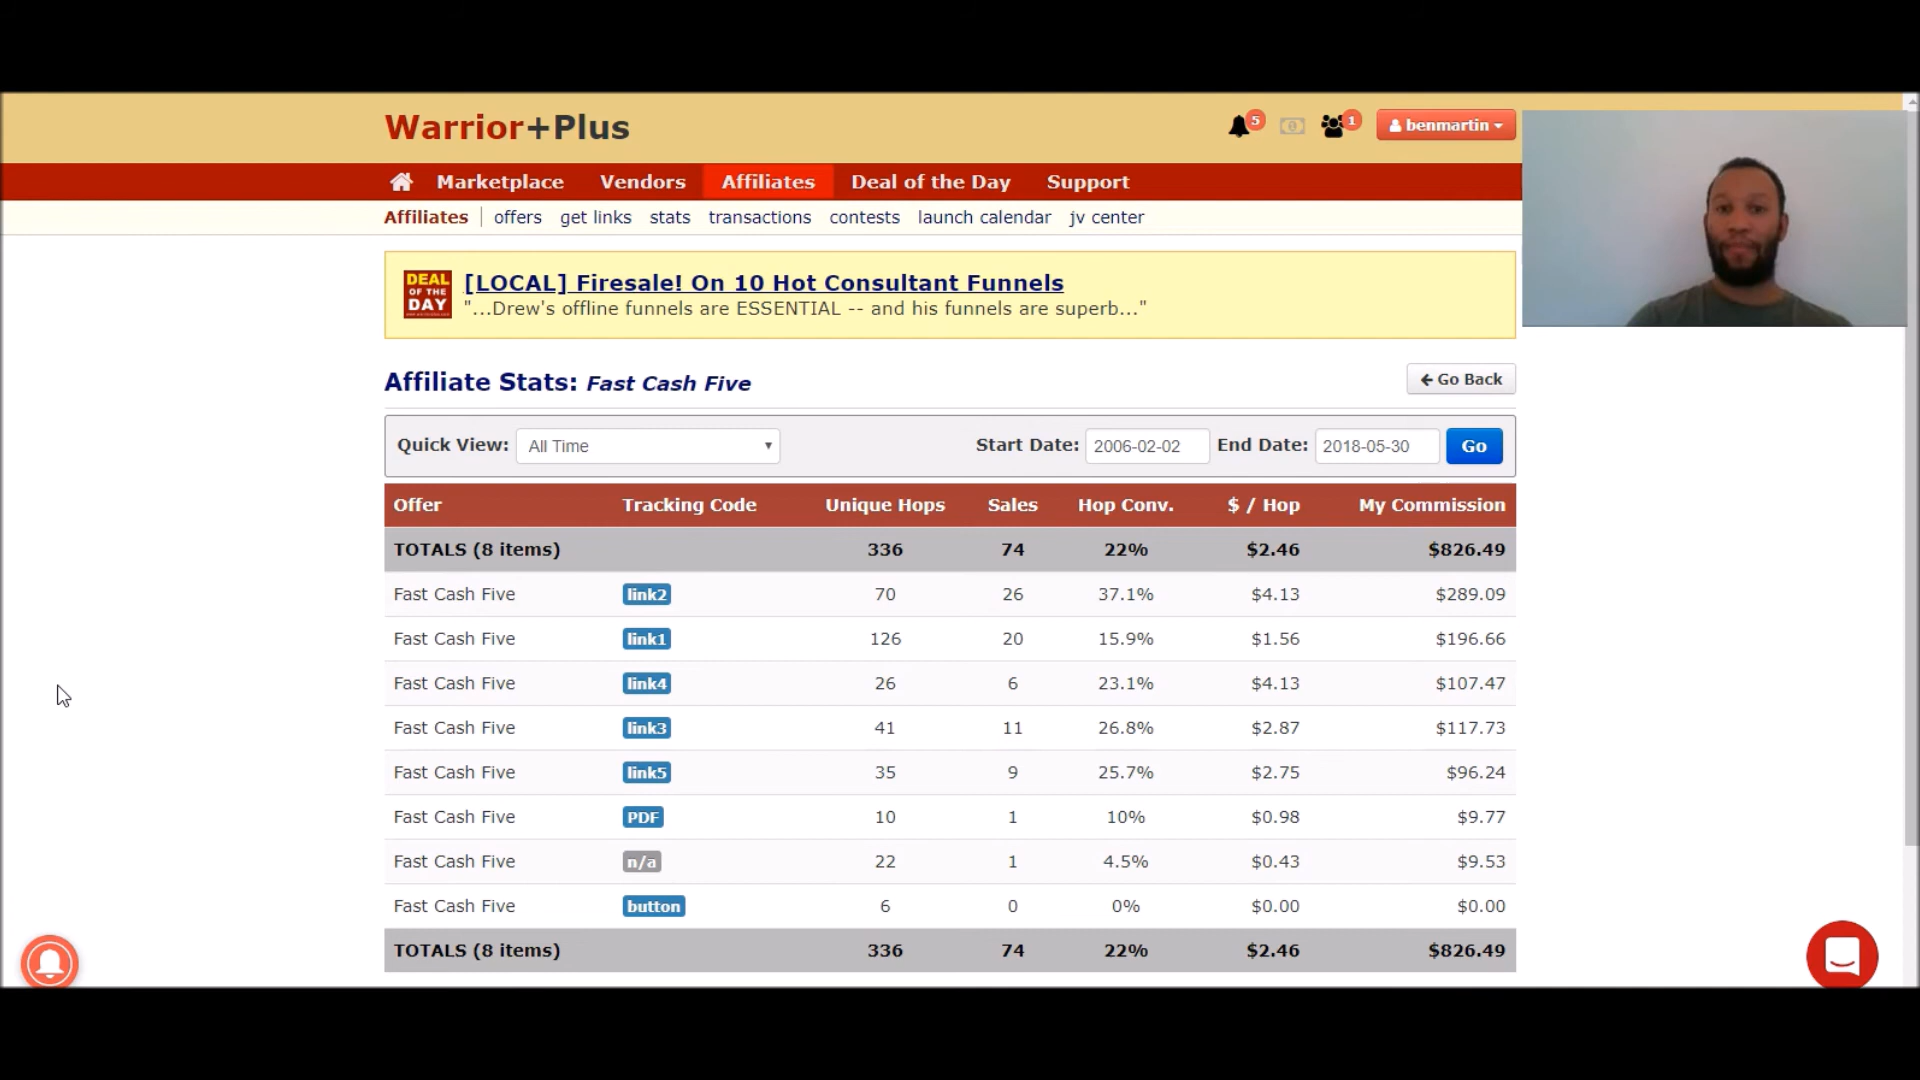 Warrior+Plus
5
1
benmartin
Marketplace Vendors Affiliates Deal of the Day Support
Affiliates offers get links stats transactions contests launch calendar jv center
DEAL OF THE DAY
[LOCAL] Firesale! On 10 Hot Consultant Funnels
"...Drew's offline funnels are ESSENTIAL -- and his funnels are superb..."
Affiliate Stats: Fast Cash Five
Go Back
Quick View: All Time Start Date: 2006-02-02 End Date: 2018-05-30 Go
Offer Tracking Code Unique Hops Sales Hop Conv. $ / Hop My Commission
TOTALS (8 items) 336 74 22% $2.46 $826.49
Fast Cash Five link2 70 26 37.1% $4.13 $289.09
Fast Cash Five link1 126 20 15.9% $1.56 $196.66
Fast Cash Five link4 26 6 23.1% $4.13 $107.47
Fast Cash Five link3 41 11 26.8% $2.87 $117.73
Fast Cash Five link5 35 9 25.7% $2.75 $96.24
Fast Cash Five PDF 10 1 10% $0.98 $9.77
Fast Cash Five n/a 22 1 4.5% $0.43 $9.53
Fast Cash Five button 6 0 0% $0.00 $0.00
TOTALS (8 items) 336 74 22% $2.46 $826.49